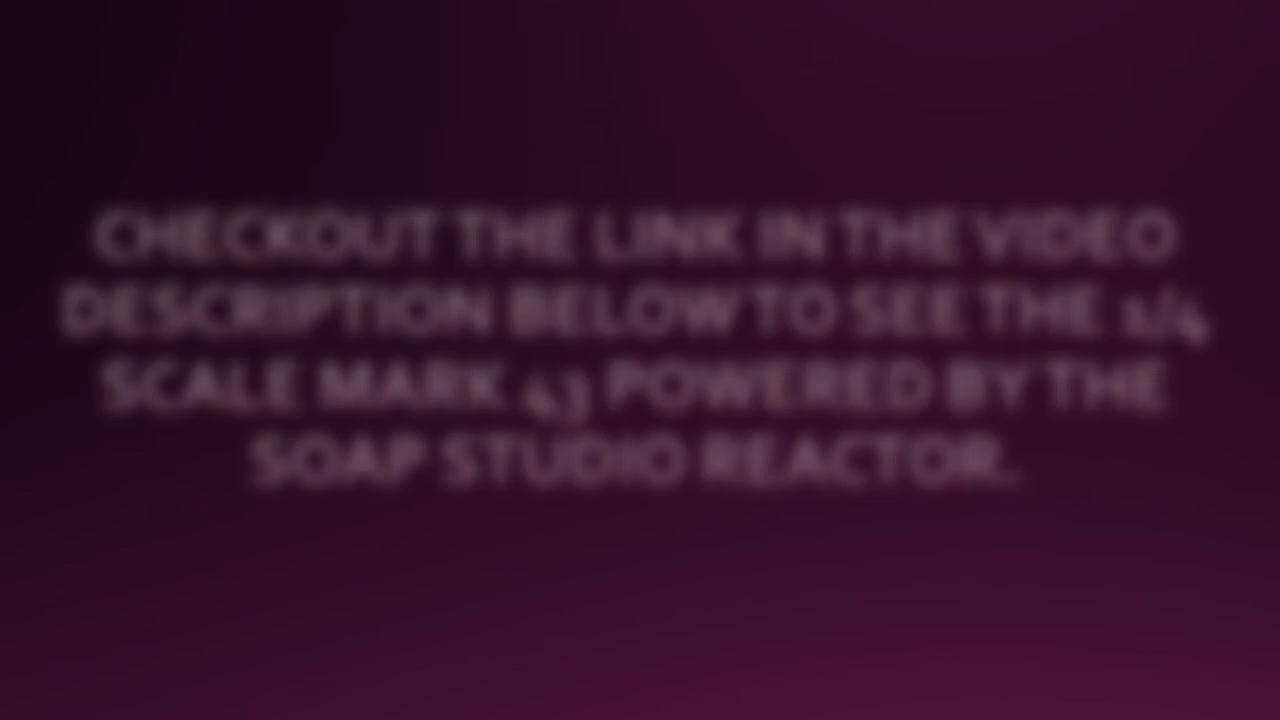 CHECKOUT THE LINK IN THE VIDEO
DESCRIPTION BELOW TO SEE THE 1/4
SCALE MARK 43 POWERED BY THE
SOAP STUDIO REACTOR.